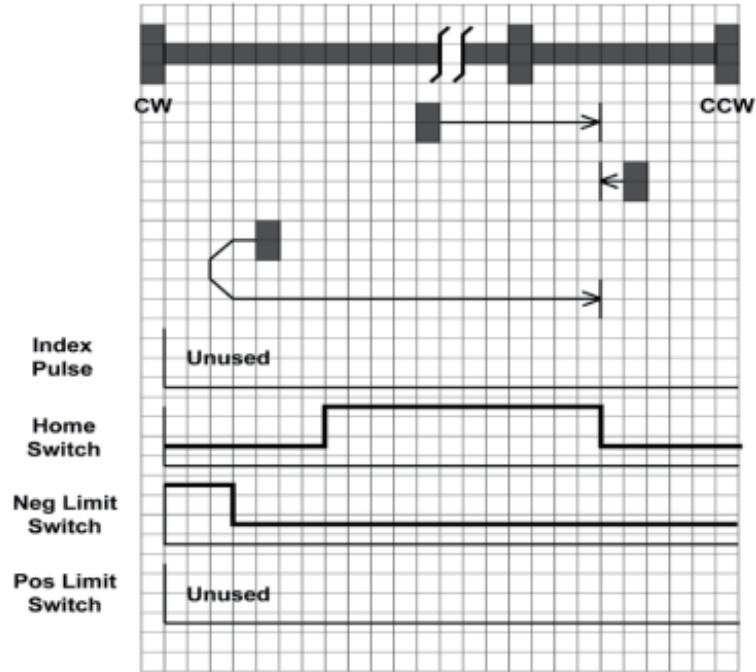 CW
CCW
Index
Pulse
Unused
Home
Switch
Neg Limit
Switch
Pos Limit
Switch
Unused